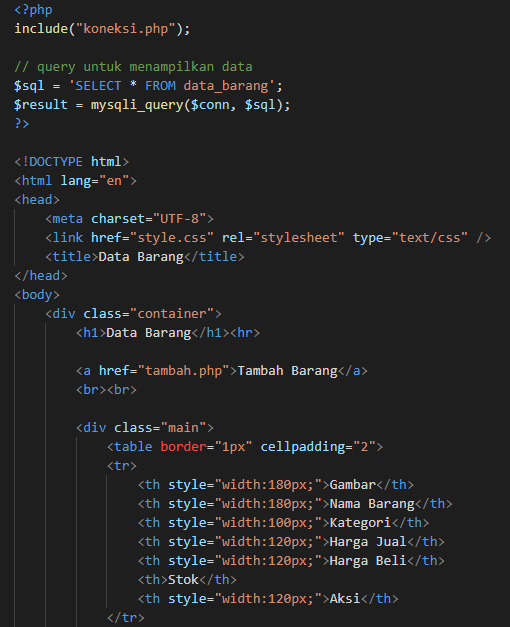 <?php
include("koneksi.php");
// query untuk menampilkan data
$sql = 'SELECT * FROM data_barang';
$result = mysqli_query($conn, $sql);
?>
<!DOCTYPE html>
<html lang="en">
<head>
    <meta charset="UTF-8">
    <link href="style.css" rel="stylesheet" type="text/css" />
    <title>Data Barang</title>
</head>
<body>
    <div class="container">
        <h1>Data Barang</h1><hr>
        <a href="tambah.php">Tambah Barang</a>
        <br><br>
        <div class="main">
            <table border="1px" cellpadding="2">
            <tr>
                <th style="width:180px;">Gambar</th>
                <th style="width:180px;">Nama Barang</th>
                <th style="width:100px;">Kategori</th>
                <th style="width:120px;">Harga Jual</th>
                <th style="width:120px;">Harga Beli</th>
                <th>Stok</th>
                <th style="width:120px;">Aksi</th>
            </tr>